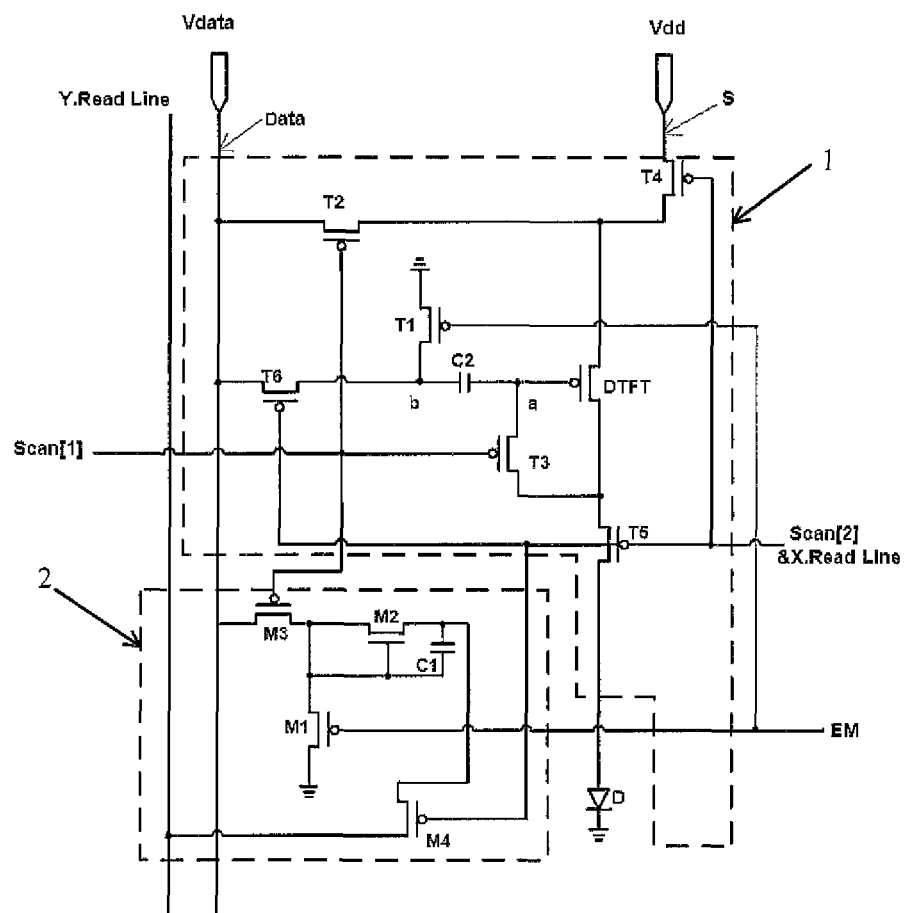 Vdata
Vdd
Y.Read Line
S
Data
1
T4
T2
T1
C2
T6
DTFT
b
a
Scan[1]
T3
T5
Scan[2]
&X.Read Line
2
M2
M3
C1
M1
EM
D
M4